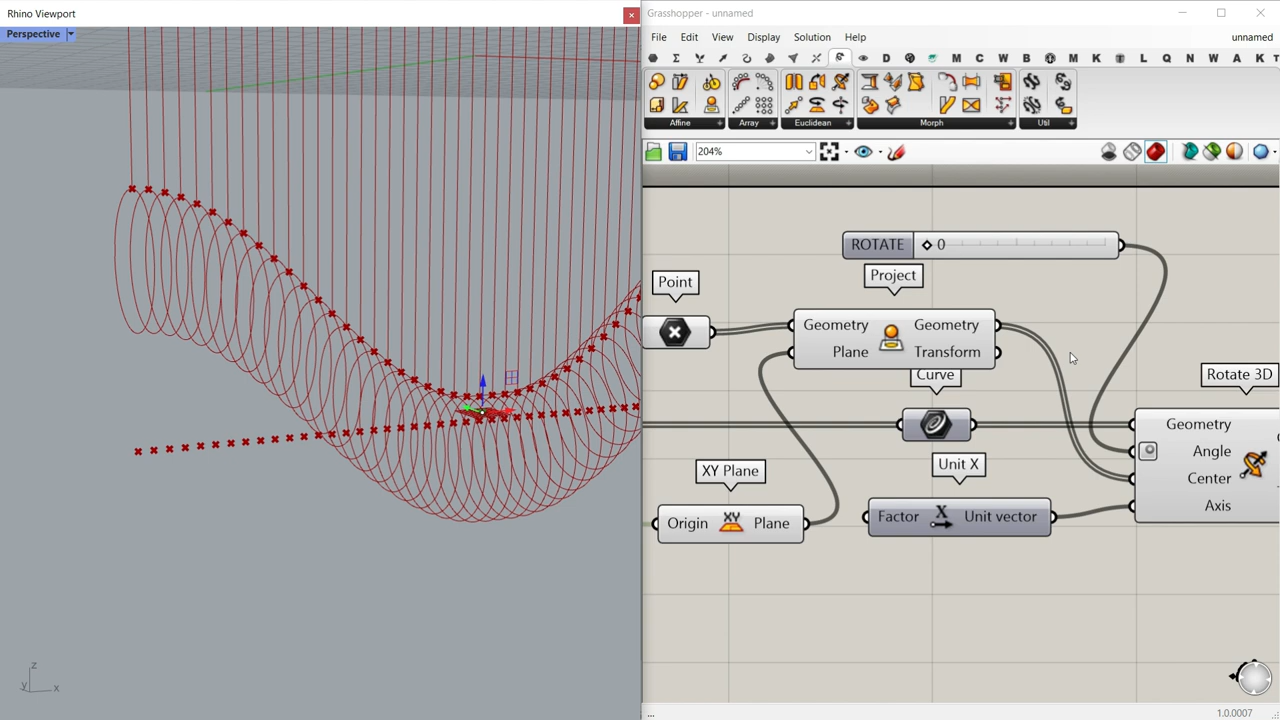 Rhino Viewport
Perspective
z
y x
Grasshopper - unnamed
File Edit View Display Solution Help unnamed
D M C W B M K L Q N W A K T
Affine Array Euclidean Morph Util
204%
ROTATE 0
Point
Project
Geometry Geometry
Plane Transform
Curve
Rotate 3D
Geometry
Angle
Center
Axis
XY Plane
Origin XY Plane
Unit X
Factor X Unit vector
... 1.0.0007